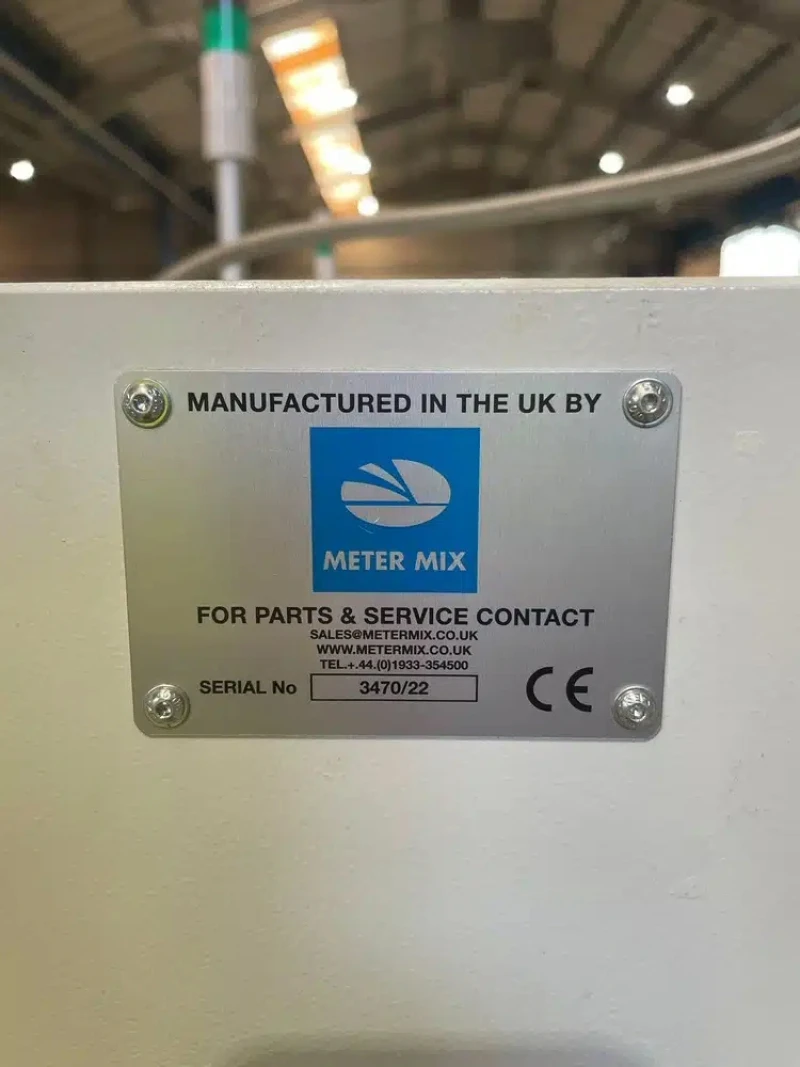 MANUFACTURED IN THE UK BY
METER MIX
FOR PARTS & SERVICE CONTACT
SALES@METERMIX.CO.UK
WWW.METERMIX.CO.UK
TEL.+.44.(0)1933-354500
SERIAL No 3470/22 CE